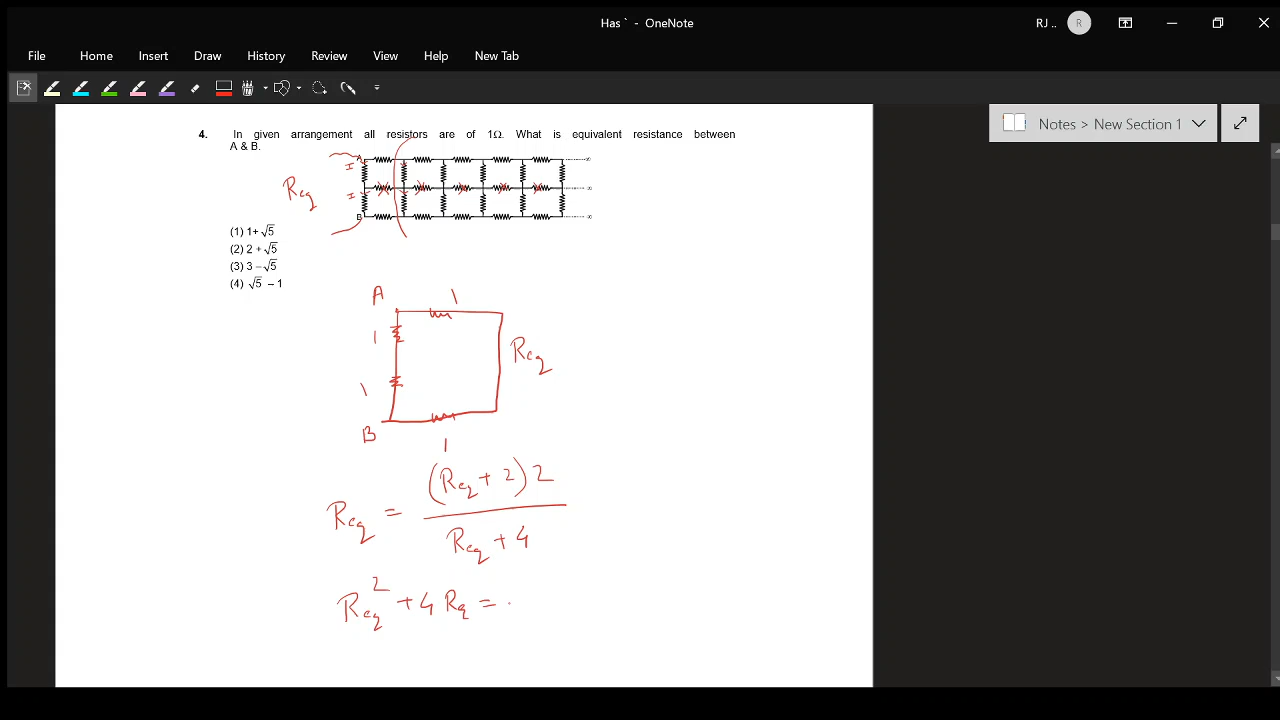 Has ` - OneNote
RJ ..
R
File Home Insert Draw History Review View Help New Tab
Notes > New Section 1
4. In given arrangement all resistors are of 1Ω. What is equivalent resistance between
A & B.
A
I
Req
I
B
∞
∞
∞
(1) 1+ √5
(2) 2 + √5
(3) 3 – √5
(4) √5 – 1
A 1
1
Req
1
B
1
Req = (Req + 2) 2 / Req + 4
Req² + 4 Rq =